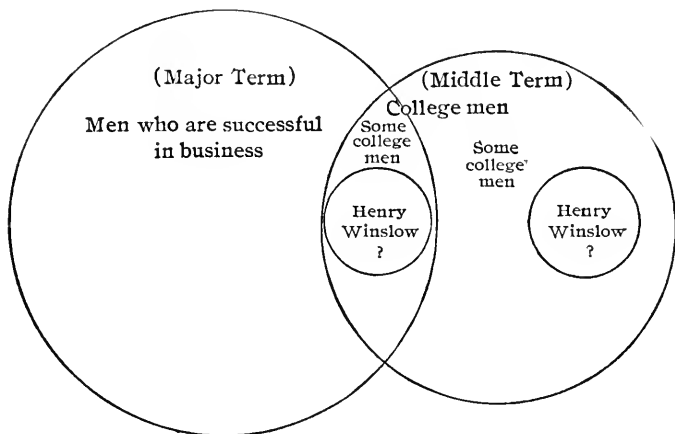 (Major Term)
Men who are successful
in business
(Middle Term)
College men
Some
college
men
Some
college
men
Henry
Winslow
?
Henry
Winslow
?